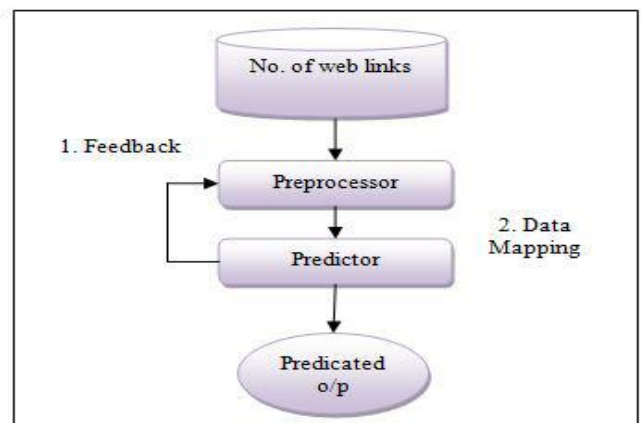 No. of web links
1. Feedback
Preprocessor
2. Data
Mapping
Predictor
Predicated
o/p